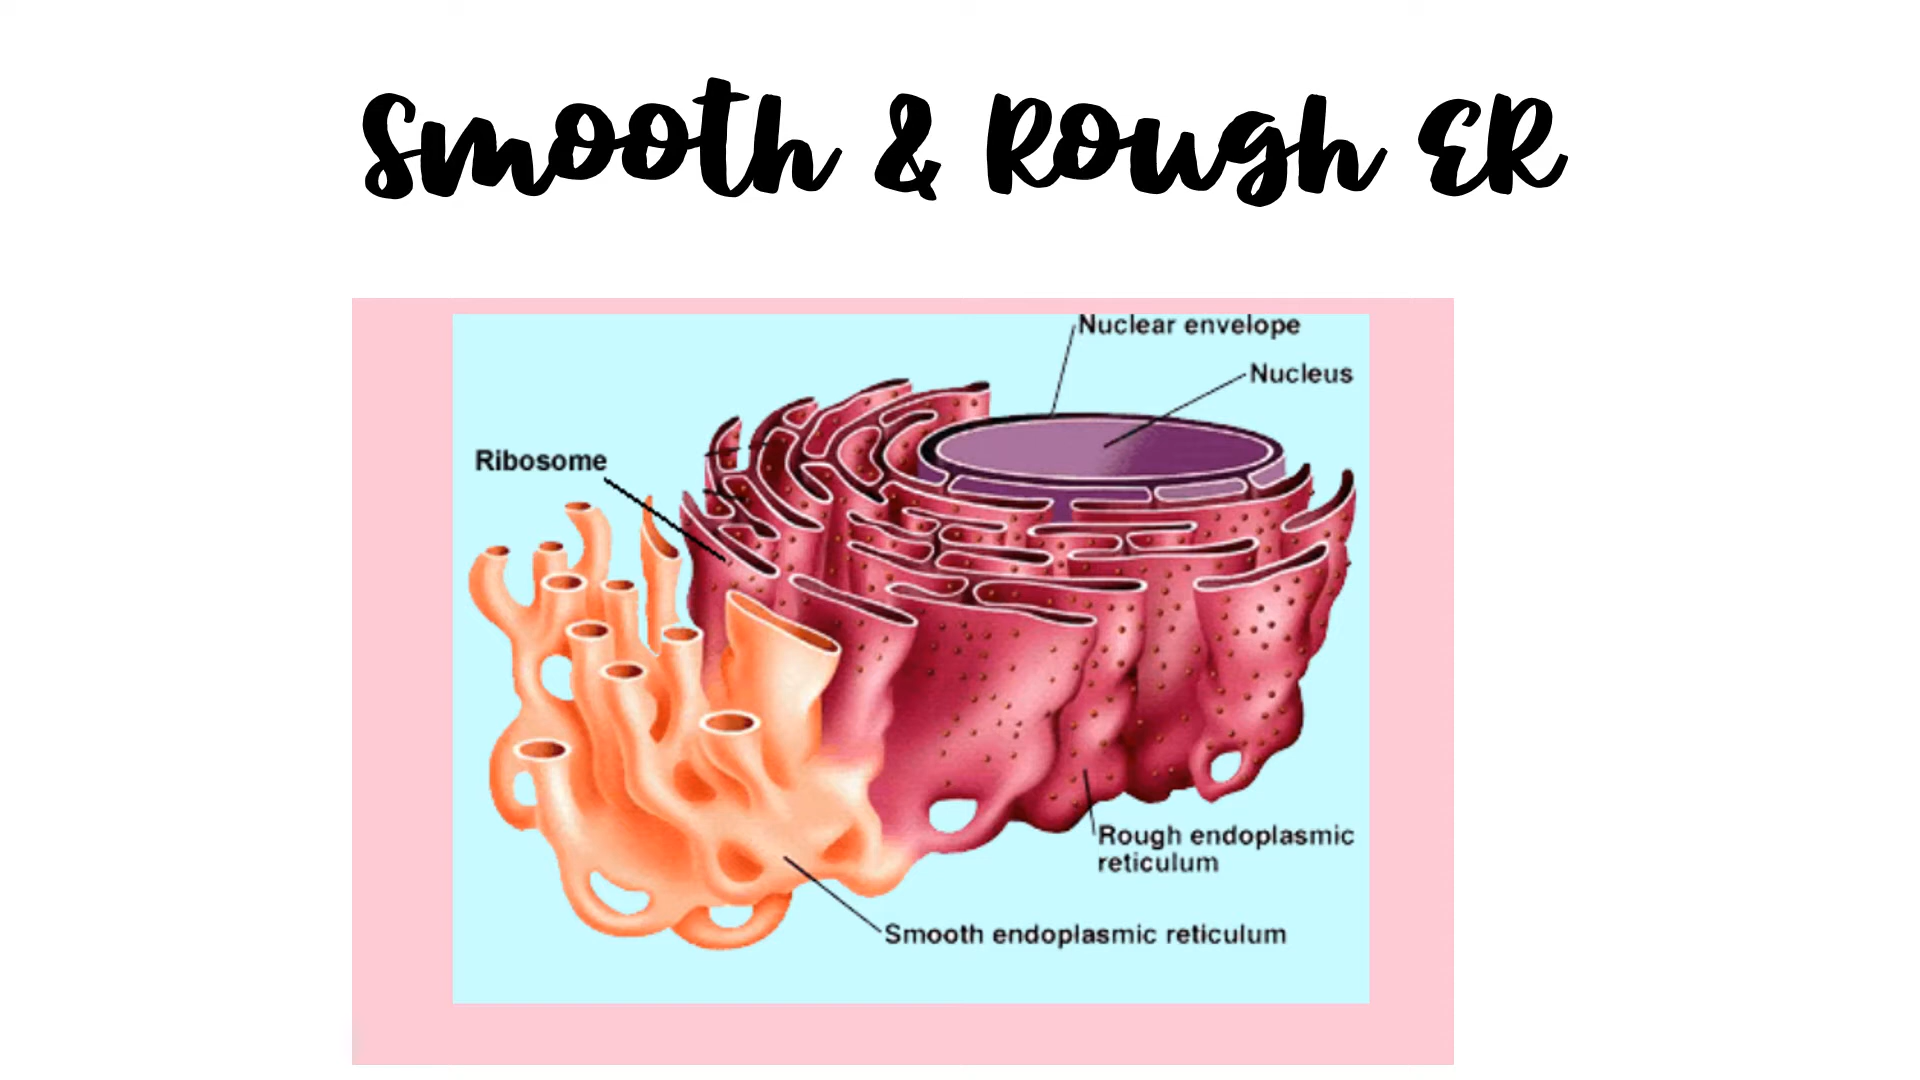 Smooth & Rough ER
Nuclear envelope
Nucleus
Ribosome
Rough endoplasmic
reticulum
Smooth endoplasmic reticulum